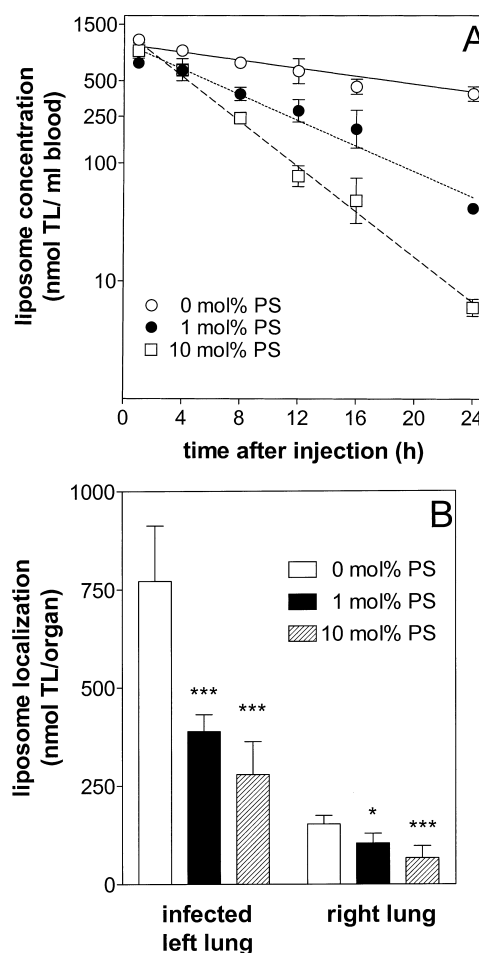 A
1500
500
250
100
10
liposome concentration
(nmol TL/ ml blood)
0 mol% PS
1 mol% PS
10 mol% PS
0 4 8 12 16 20 24
time after injection (h)
B
1000
750
500
250
0
liposome localization
(nmol TL/organ)
0 mol% PS
1 mol% PS
10 mol% PS
*** ***
* ***
infected
left lung
right lung